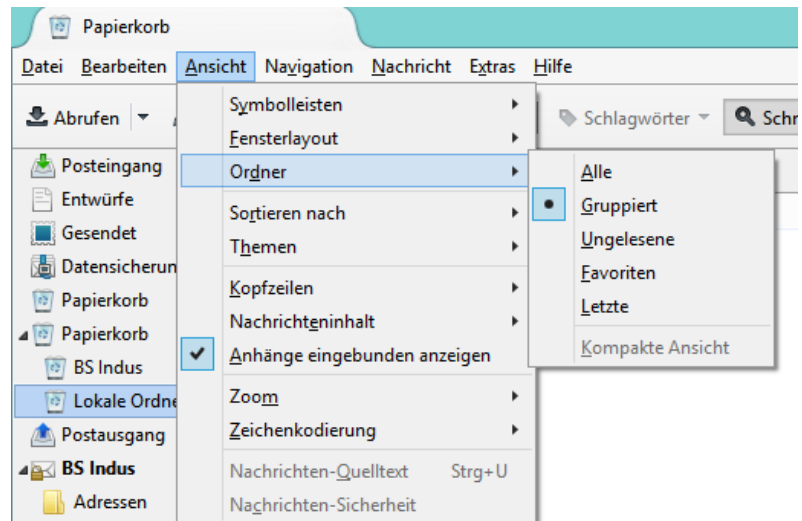 Papierkorb
Datei Bearbeiten Ansicht Navigation Nachricht Extras Hilfe
Abrufen
Schlagwörter
Posteingang
Entwürfe
Gesendet
Papierkorb
Papierkorb
BS Indus
Lokale
Postausgang
BS Indus
Adressen
Symbolleisten
Fensterlayout
Ordner
Sortieren nach
Themen
Kopfzeilen
Nachrichteninhalt
Anhänge eingebunden anzeigen
Zoom
Zeichenkodierung
Nachrichten-Quelltext Strg+U
Nachrichten-Sicherheit
Alle
Gruppiert
Ungelesene
Favoriten
Letzte
Kompakte Ansicht